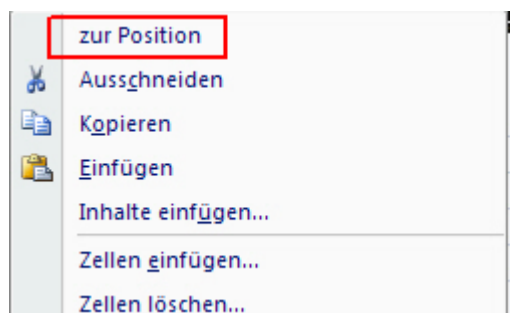 zur Position
Ausschneiden
Kopieren
Einfügen
Inhalte einfügen...
Zellen einfügen...
Zellen löschen...